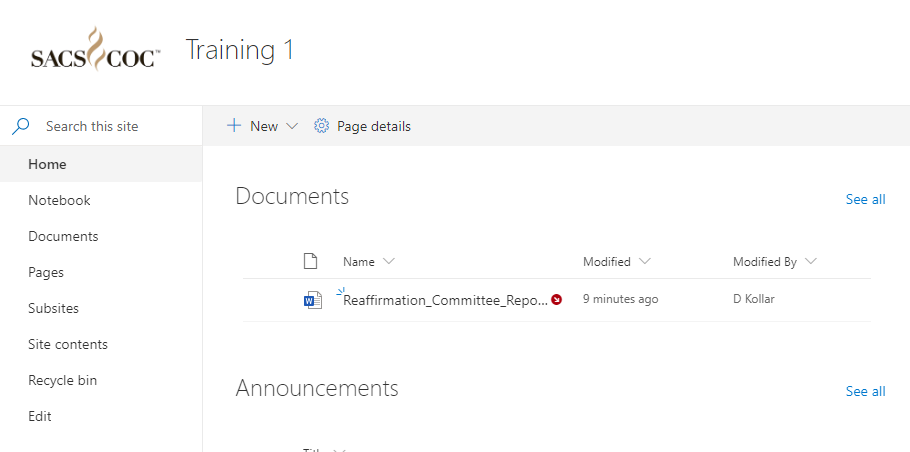 SACS COC™ Training 1
Search this site
New Page details
Home
Notebook
Documents
Pages
Subsites
Site contents
Recycle bin
Edit
Documents See all
Name Modified Modified By
Reaffirmation_Committee_Repo... 9 minutes ago D Kollar
Announcements See all